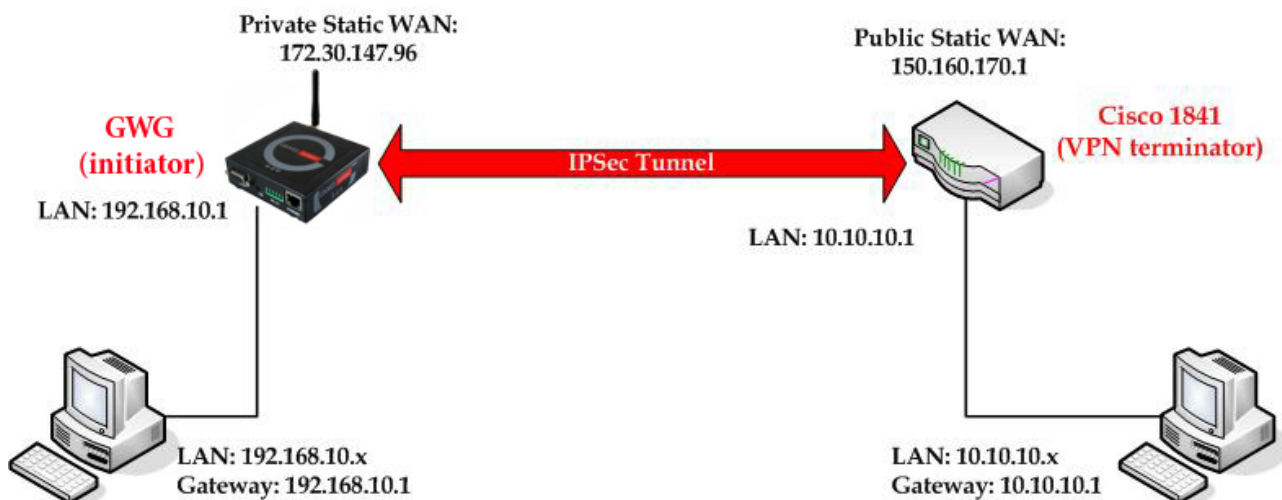 Private Static WAN:
172.30.147.96
Public Static WAN:
150.160.170.1
GWG
(initiator)
Cisco 1841
(VPN terminator)
IPSec Tunnel
LAN: 192.168.10.1
LAN: 10.10.10.1
LAN: 192.168.10.x
Gateway: 192.168.10.1
LAN: 10.10.10.x
Gateway: 10.10.10.1